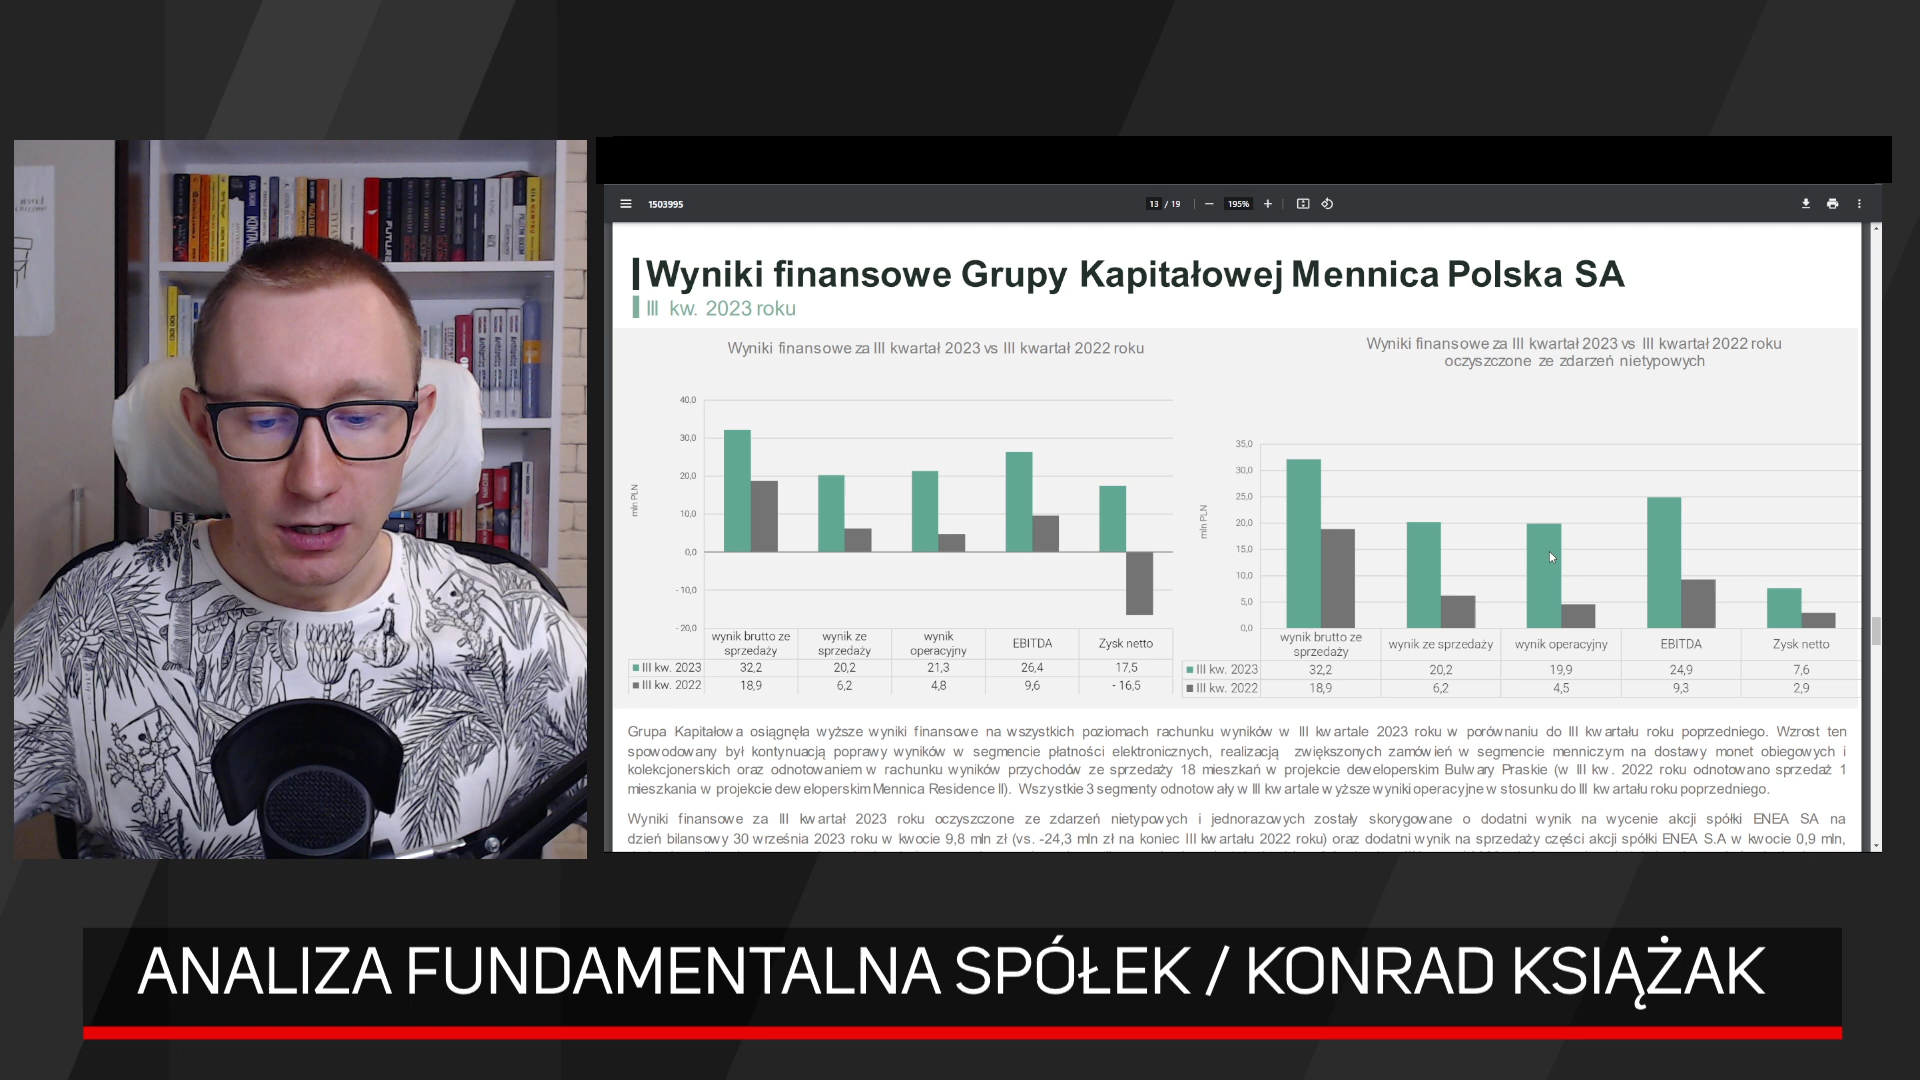 1503995
13 / 19
195%
Wyniki finansowe Grupy Kapitałowej Mennica Polska SA
III kw. 2023 roku
Wyniki finansowe za III kwartał 2023 vs III kwartał 2022 roku
mln PLN
40,0
30,0
20,0
10,0
0,0
- 10,0
- 20,0
wynik brutto ze sprzedaży
wynik ze sprzedaży
wynik operacyjny
EBITDA
Zysk netto
III kw. 2023 32,2 20,2 21,3 26,4 17,5
III kw. 2022 18,9 6,2 4,8 9,6 - 16,5
Wyniki finansowe za III kwartał 2023 vs III kwartał 2022 roku
oczyszczone ze zdarzeń nietypowych
mln PLN
35,0
30,0
25,0
20,0
15,0
10,0
5,0
0,0
wynik brutto ze sprzedaży
wynik ze sprzedaży
wynik operacyjny
EBITDA
Zysk netto
III kw. 2023 32,2 20,2 19,9 24,9 7,6
III kw. 2022 18,9 6,2 4,5 9,3 2,9
Grupa Kapitałowa osiągnęła wyższe wyniki finansowe na wszystkich poziomach rachunku wyników w III kwartale 2023 roku w porównaniu do III kwartału roku poprzedniego. Wzrost ten
spowodowany był kontynuacją poprawy wyników w segmencie płatności elektronicznych, realizacją zwiększonych zamówień w segmencie menniczym na dostawy monet obiegowych i
kolekcjonerskich oraz odnotowaniem w rachunku wyników przychodów ze sprzedaży 18 mieszkań w projekcie deweloperskim Bulwary Praskie (w III kw. 2022 roku odnotowano sprzedaż 1
mieszkania w projekcie deweloperskim Mennica Residence II). Wszystkie 3 segmenty odnotowały w III kwartale wyższe wyniki operacyjne w stosunku do III kwartału roku poprzedniego.
Wyniki finansowe za III kwartał 2023 roku oczyszczone ze zdarzeń nietypowych i jednorazowych zostały skorygowane o dodatni wynik na wycenie akcji spółki ENEA SA na
dzień bilansowy 30 września 2023 roku w kwocie 9,8 mln zł (vs. -24,3 mln zł na koniec III kwartału 2022 roku) oraz dodatni wynik na sprzedaży części akcji spółki ENEA S.A w kwocie 0,9 mln,
ANALIZA FUNDAMENTALNA SPÓŁEK / KONRAD KSIĄŻAK